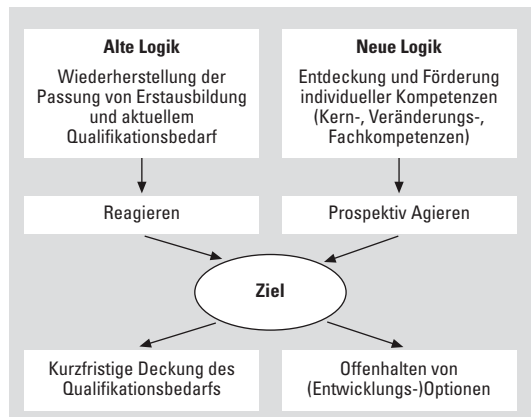 Alte Logik
Wiederherstellung der
Passung von Erstausbildung
und aktuellem
Qualifikationsbedarf
Neue Logik
Entdeckung und Förderung
individueller Kompetenzen
(Kern-, Veränderungs-,
Fachkompetenzen)
Reagieren
Prospektiv Agieren
Ziel
Kurzfristige Deckung des
Qualifikationsbedarfs
Offenhalten von
(Entwicklungs-)Optionen